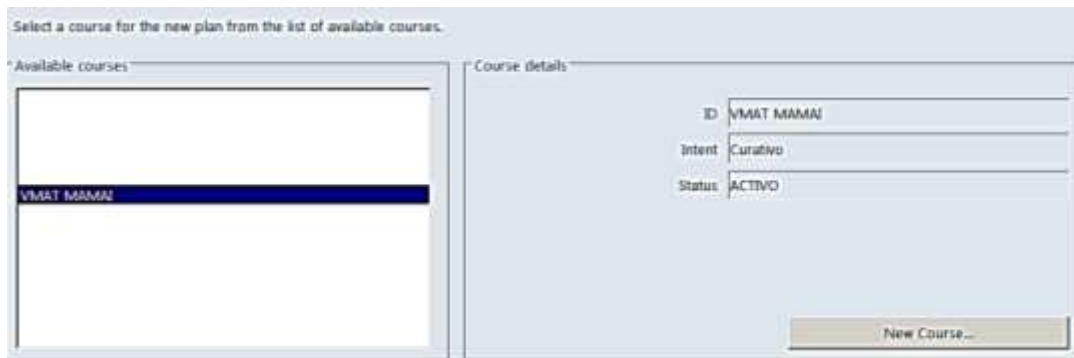 Select a course for the new plan from the list of available courses.
Available courses
VMAT MAMAI
Course details
ID VMAT MAMAI
Intent Curativo
Status ACTIVO
New Course...